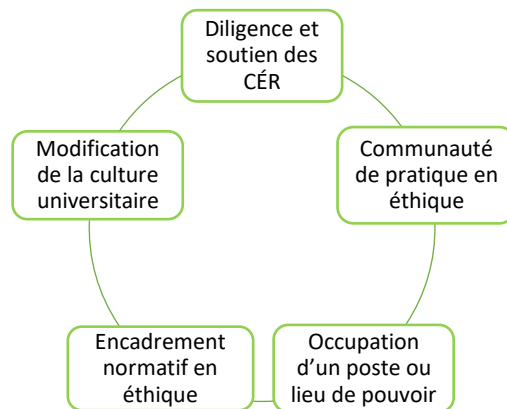 Diligence et
soutien des
CÉR
Modification
de la culture
universitaire
Communauté
de pratique en
éthique
Encadrement
normatif en
éthique
Occupation
d’un poste ou
lieu de pouvoir